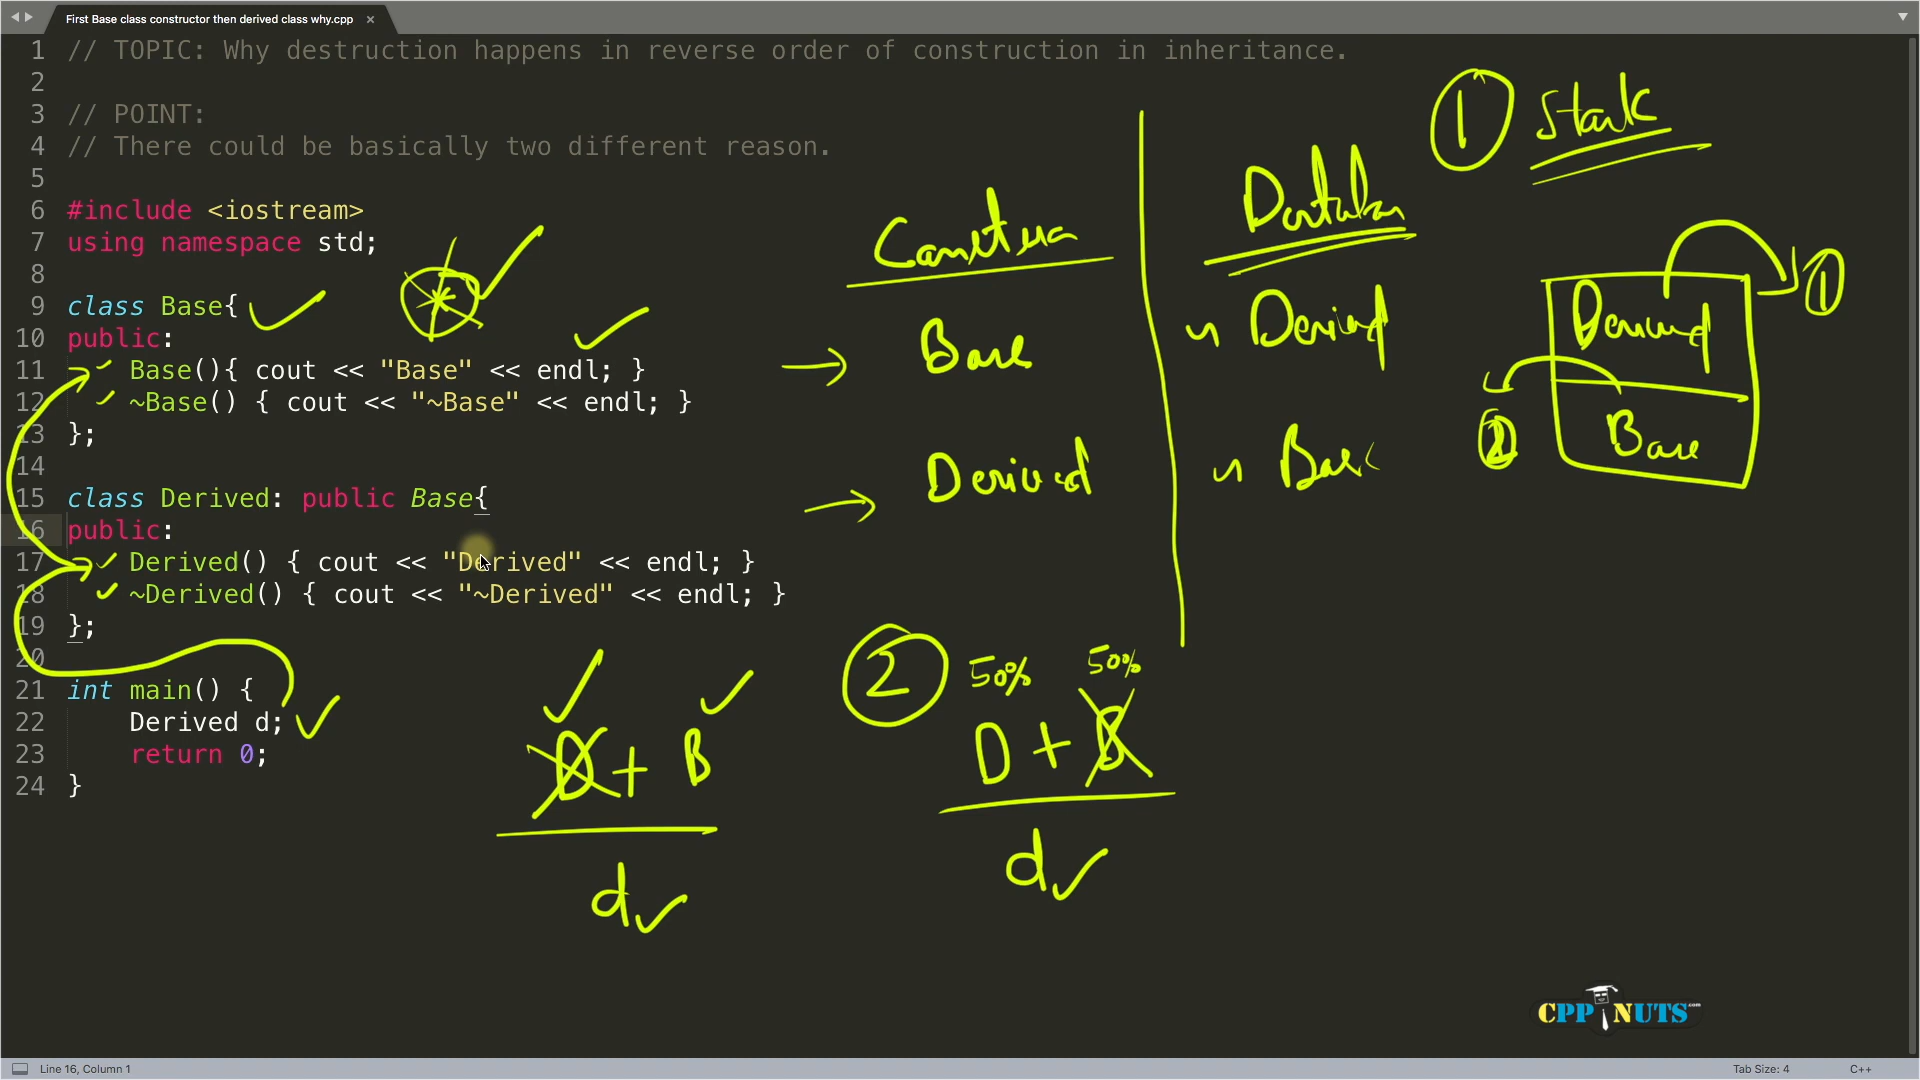 First Base class constructor then derived class why.cpp ×
1 // TOPIC: Why destruction happens in reverse order of construction in inheritance.
2
3 // POINT:
4 // There could be basically two different reason.
5
6 #include <iostream>
7 using namespace std;
8
9 class Base{
10 public:
11 Base(){ cout << "Base" << endl; }
12 ~Base() { cout << "~Base" << endl; }
13 };
14
15 class Derived: public Base{
16 public:
17 Derived() { cout << "Derived" << endl; }
18 ~Derived() { cout << "~Derived" << endl; }
19 };
20
21 int main() {
22 Derived d;
23 return 0;
24 }
Base
Derived
Derived
Base
1 Stack
Derived 1
2 Base
D + B
d
2 50% 50%
D + B
d
CPP NUTS.com
Line 16, Column 1
Tab Size: 4
C++